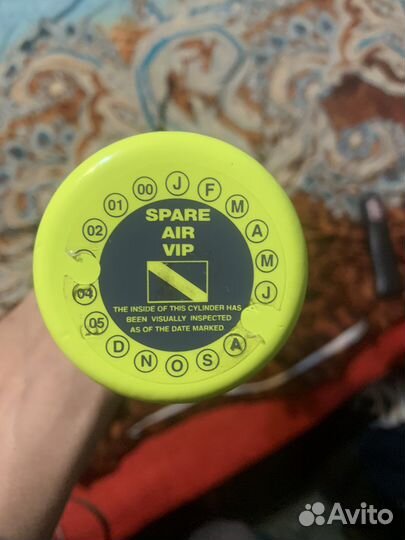 SPARE
AIR
VIP
THE INSIDE OF THIS CYLINDER HAS
BEEN VISUALLY INSPECTED
AS OF THE DATE MARKED
00 J F M A M J
A S O N D
05 04
02 01
Avito